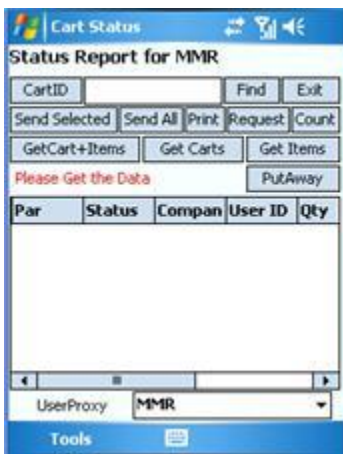 Cart Status
Status Report for MMR
CartID Find Exit
Send Selected Send All Print Request Count
GetCart+Items Get Carts Get Items
Please Get the Data PutAway
Par Status Compan User ID Qty
UserProxy MMR
Tools